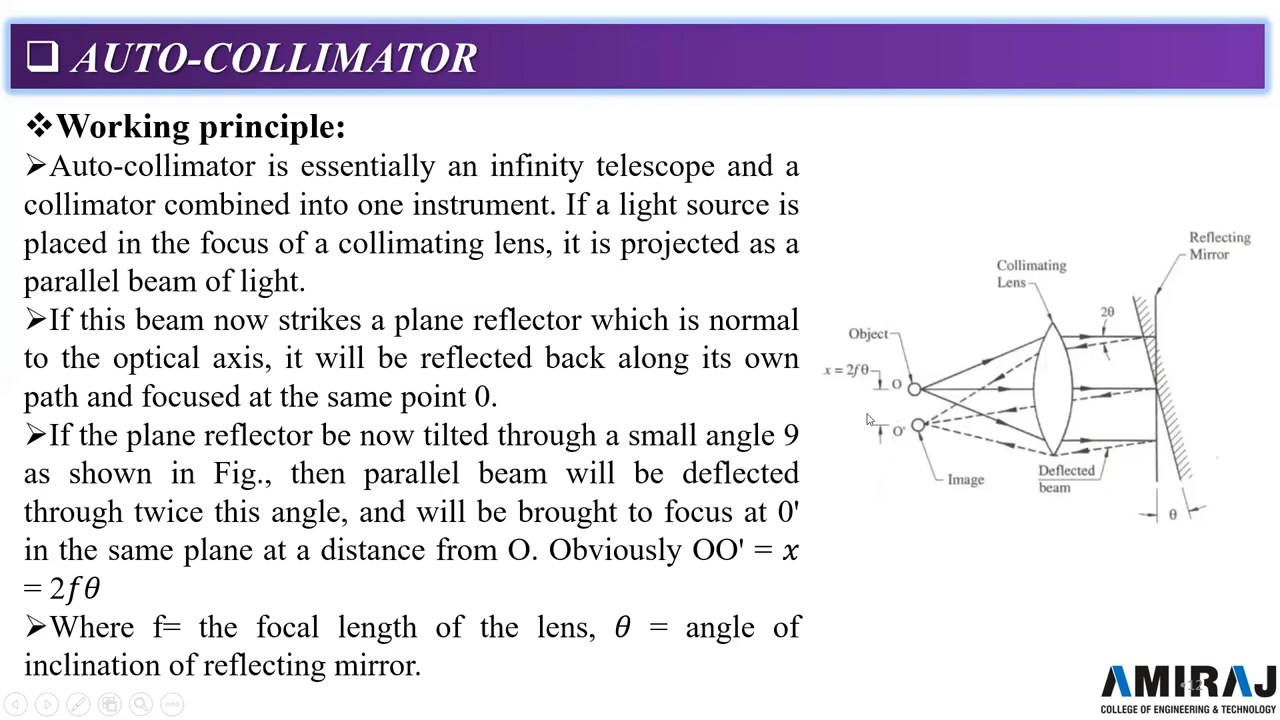 ❑ AUTO-COLLIMATOR
❖Working principle:
➢Auto-collimator is essentially an infinity telescope and a
collimator combined into one instrument. If a light source is
placed in the focus of a collimating lens, it is projected as a
parallel beam of light.
➢If this beam now strikes a plane reflector which is normal
to the optical axis, it will be reflected back along its own
path and focused at the same point 0.
➢If the plane reflector be now tilted through a small angle 9
as shown in Fig., then parallel beam will be deflected
through twice this angle, and will be brought to focus at 0'
in the same plane at a distance from O. Obviously OO' = x
= 2fθ
➢Where f= the focal length of the lens, θ = angle of
inclination of reflecting mirror.
Reflecting
Mirror
Collimating
Lens
2θ
Object
x = 2fθ
O
O'
Image
Deflected
beam
θ
AMIRAJ
COLLEGE OF ENGINEERING & TECHNOLOGY